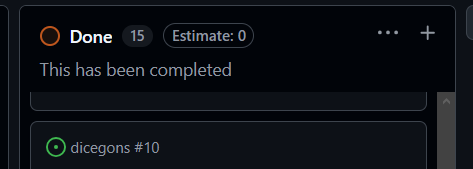 Done 15 Estimate: 0
This has been completed
dicegons #10